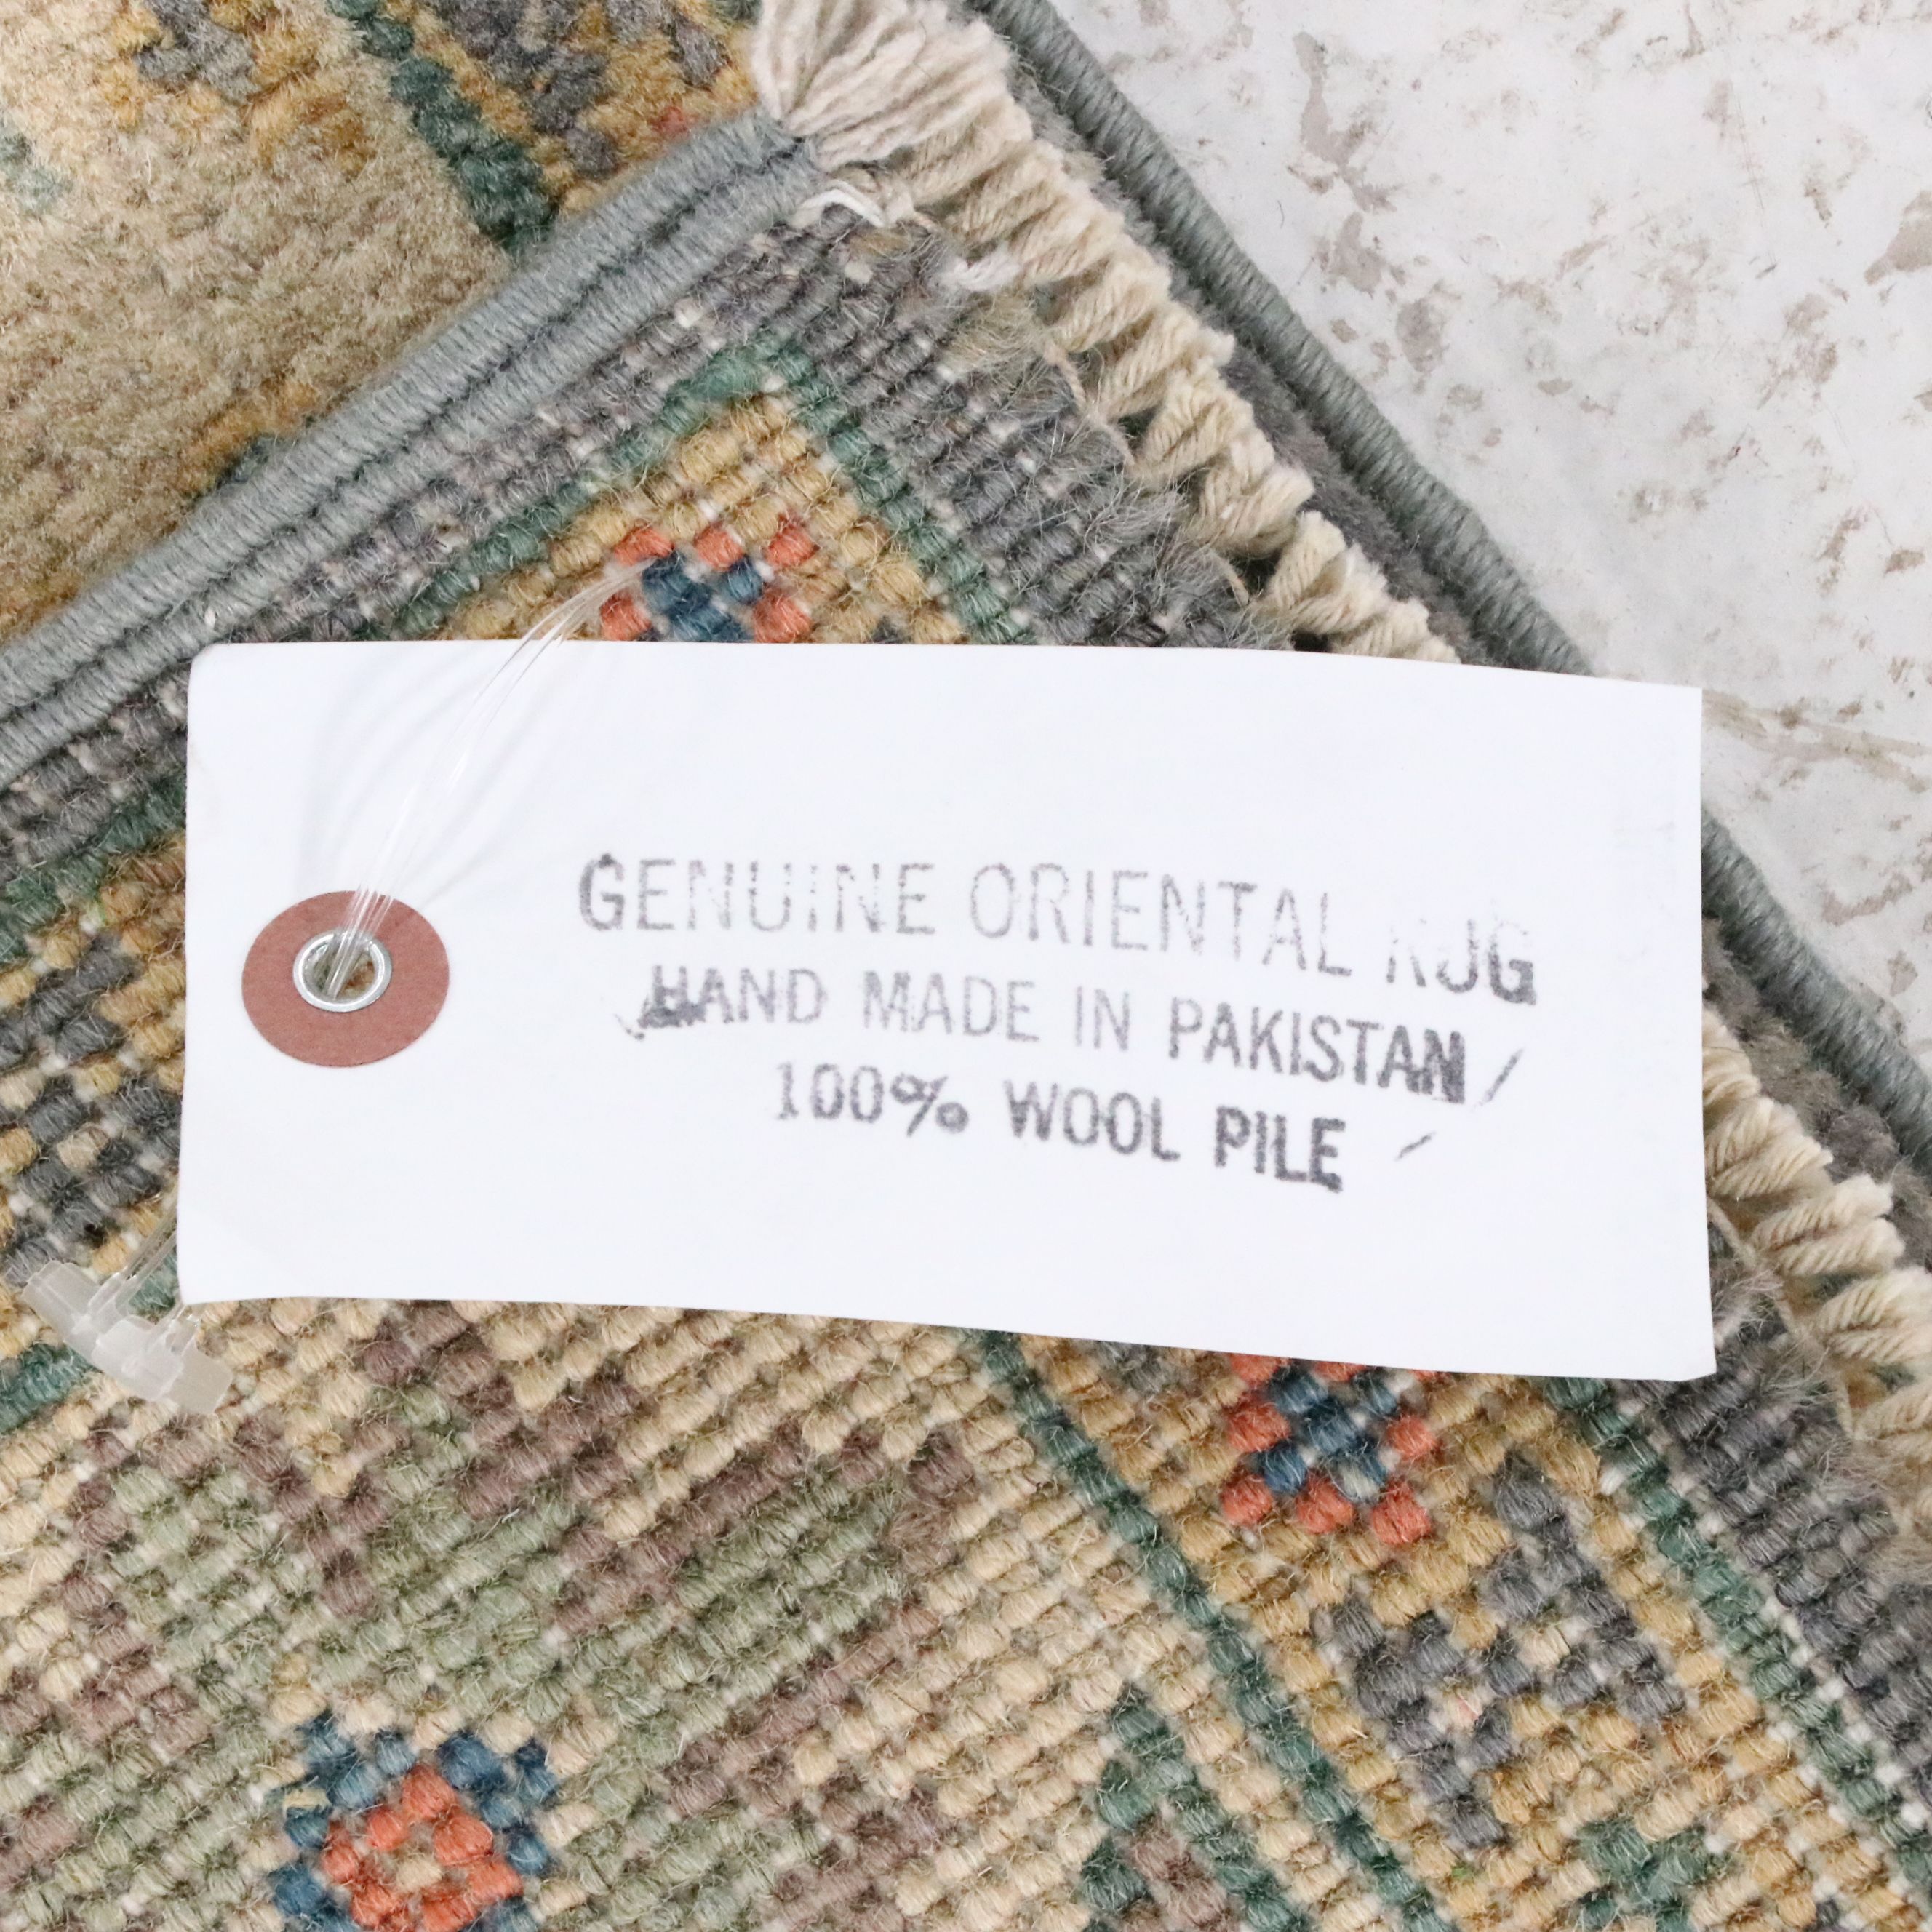 GENUINE ORIENTAL RUG
HAND MADE IN PAKISTAN
100% WOOL PILE